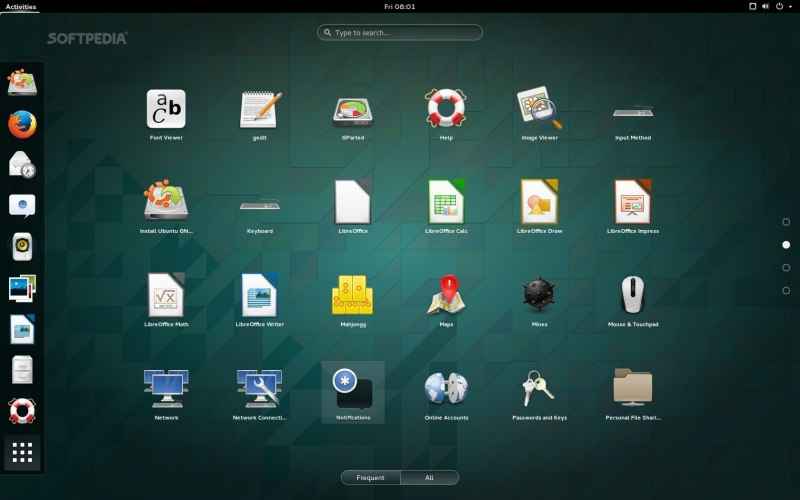 Activities
Fri 08:01
SOFTPEDIA®
Type to search...
a
b
C
Font Viewer
gedit
GParted
Help
Image Viewer
Input Method
Install Ubuntu GN...
Keyboard
LibreOffice
LibreOffice Calc
LibreOffice Draw
LibreOffice Impress
√x
LibreOffice Math
LibreOffice Writer
Mahjongg
Maps
Mines
Mouse & Touchpad
Network
Network Connecti...
Notifications
Online Accounts
Passwords and Keys
Personal File Shari...
Frequent
All